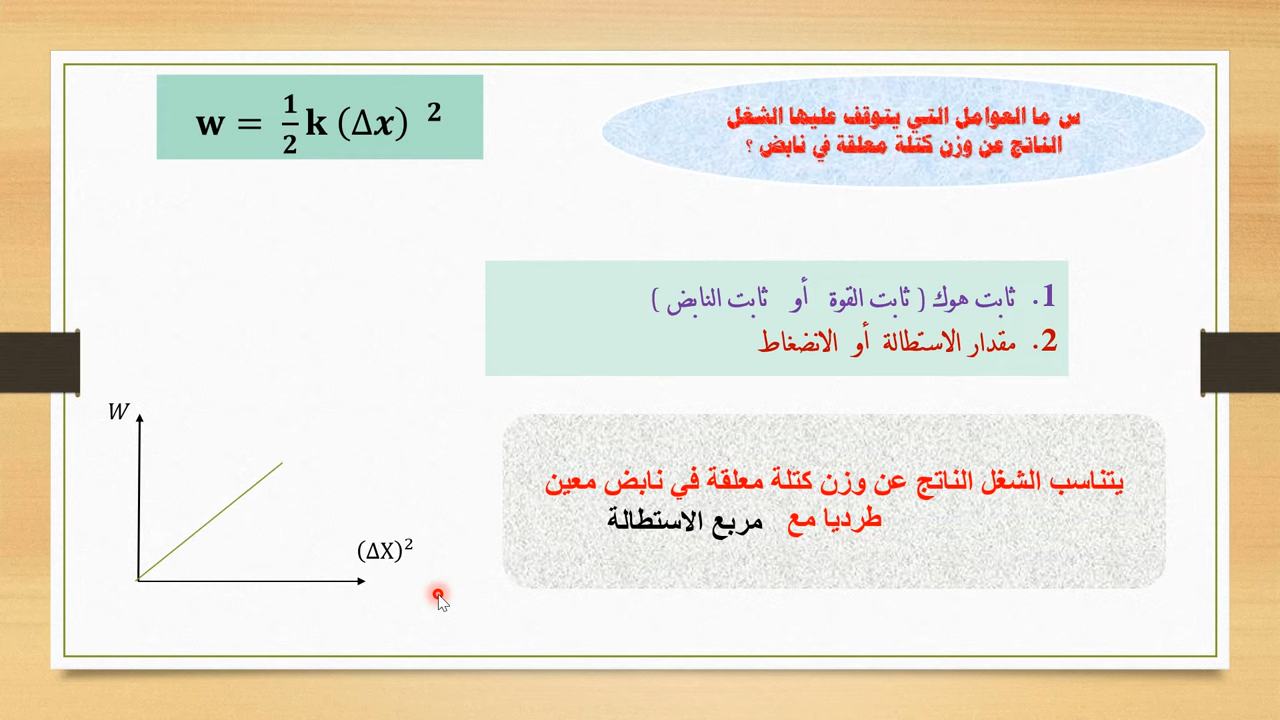 w = 1/2 k (Δx) ²
س ما العوامل التي يتوقف عليها الشغل
الناتج عن وزن كتلة معلقة في نابض ؟
1. ثابت هوك ( ثابت القوة أو ثابت النابض )
2. مقدار الاستطالة أو الانضغاط
يتناسب الشغل الناتج عن وزن كتلة معلقة في نابض معين
طرديا مع مربع الاستطالة
W
(ΔX)²